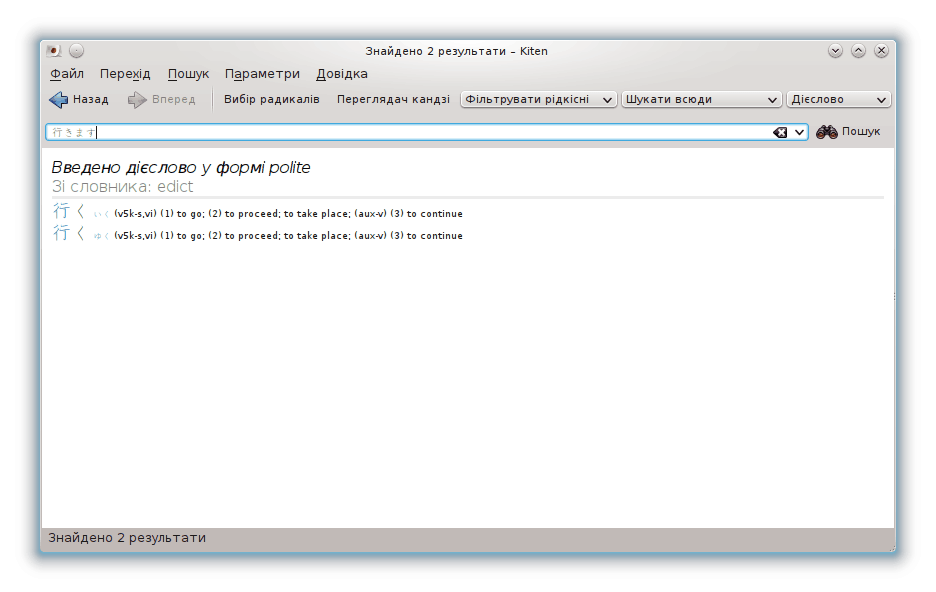 Знайдено 2 результати – Kiten
Файл Перехід Пошук Параметри Довідка
Назад Вперед Вибір радикалів Переглядач кандзі Фільтрувати рідкісні Шукати всюди Дієслово
行きます Пошук
Введено дієслово у формі polite
Зі словника: edict
行く いく (v5k-s,vi) (1) to go; (2) to proceed; to take place; (aux-v) (3) to continue
行く ゆく (v5k-s,vi) (1) to go; (2) to proceed; to take place; (aux-v) (3) to continue
Знайдено 2 результати